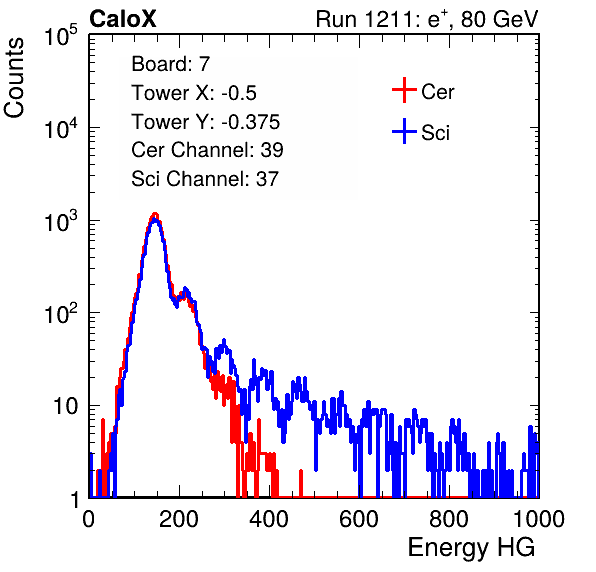 CaloX Run 1211: e⁺, 80 GeV
Board: 7
Tower X: -0.5
Tower Y: -0.375
Cer Channel: 39
Sci Channel: 37
Cer
Sci
Counts
10⁵
10⁴
10³
10²
10
1
0 200 400 600 800 1000
Energy HG